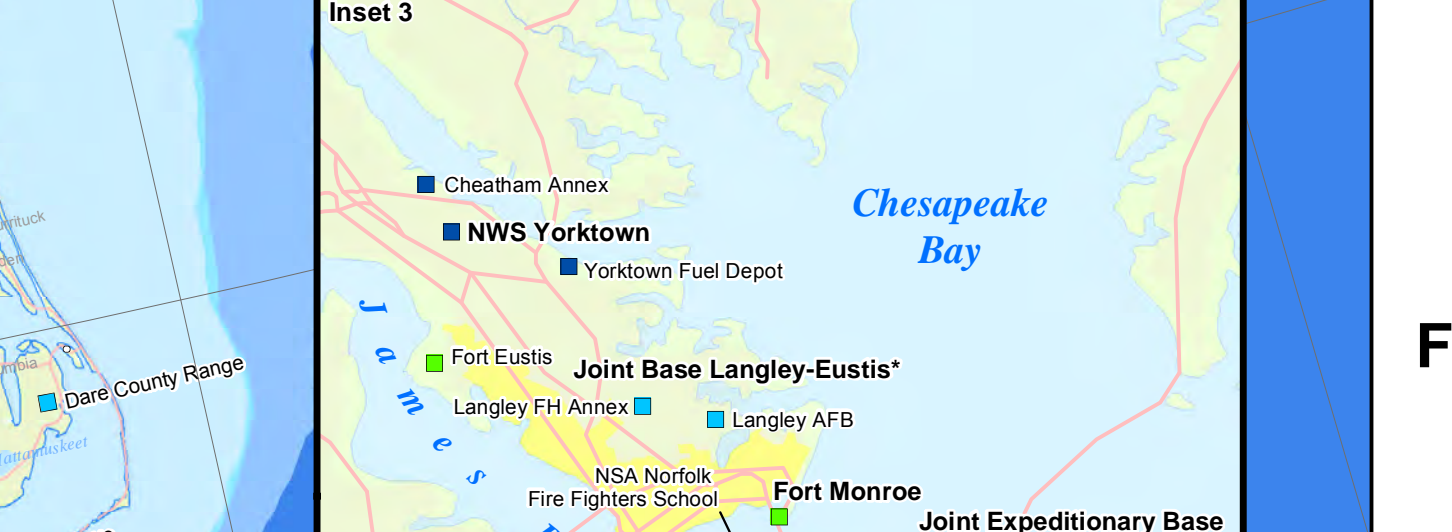 Inset 3
Cheatham Annex
NWS Yorktown
Yorktown Fuel Depot
Chesapeake
Bay
James
Fort Eustis
Joint Base Langley-Eustis*
Langley FH Annex
Langley AFB
NSA Norfolk
Fire Fighters School
Fort Monroe
Joint Expeditionary Base
Dare County Range
F